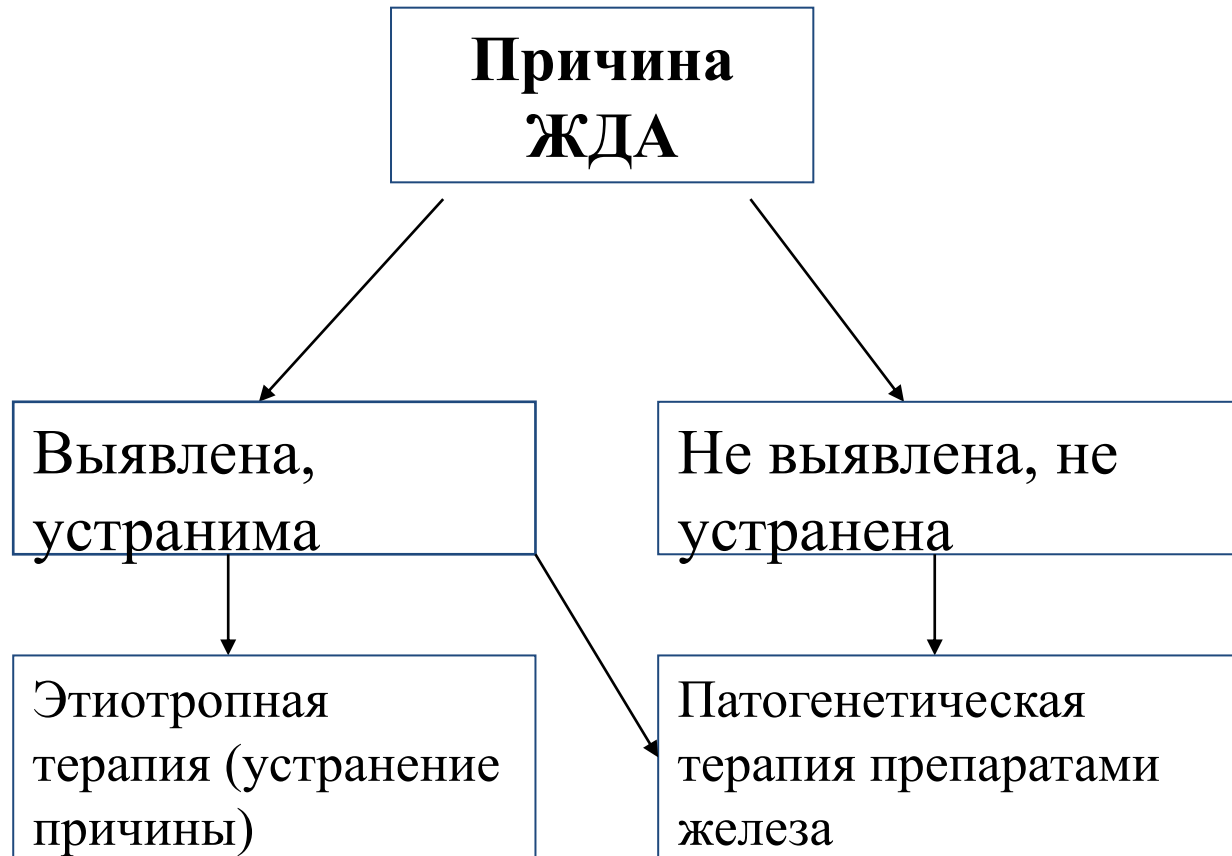 Причина
ЖДА
Выявлена,
устранима
Не выявлена, не
устранена
Этиотропная
терапия (устранение
причины)
Патогенетическая
терапия препаратами
железа